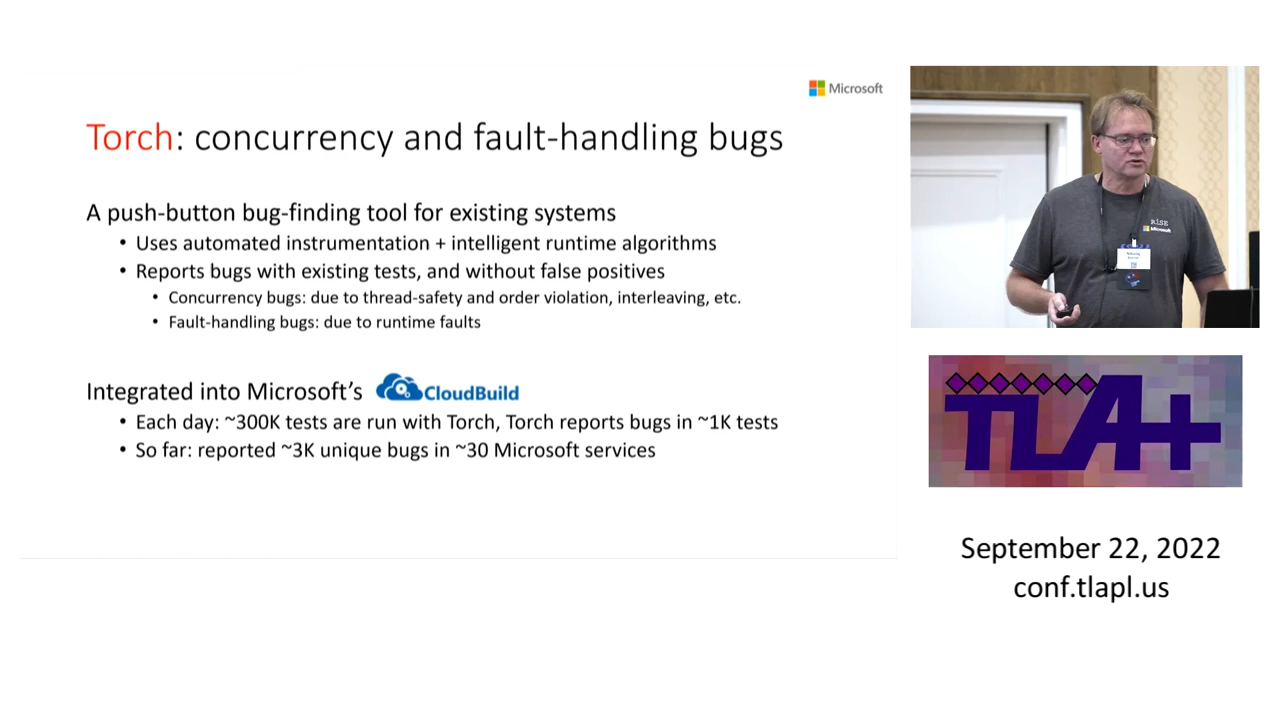 Microsoft
Torch: concurrency and fault-handling bugs
A push-button bug-finding tool for existing systems
• Uses automated instrumentation + intelligent runtime algorithms
• Reports bugs with existing tests, and without false positives
• Concurrency bugs: due to thread-safety and order violation, interleaving, etc.
• Fault-handling bugs: due to runtime faults
Integrated into Microsoft’s CloudBuild
• Each day: ~300K tests are run with Torch, Torch reports bugs in ~1K tests
• So far: reported ~3K unique bugs in ~30 Microsoft services
RiSE
Microsoft
TLA+
September 22, 2022
conf.tlapl.us